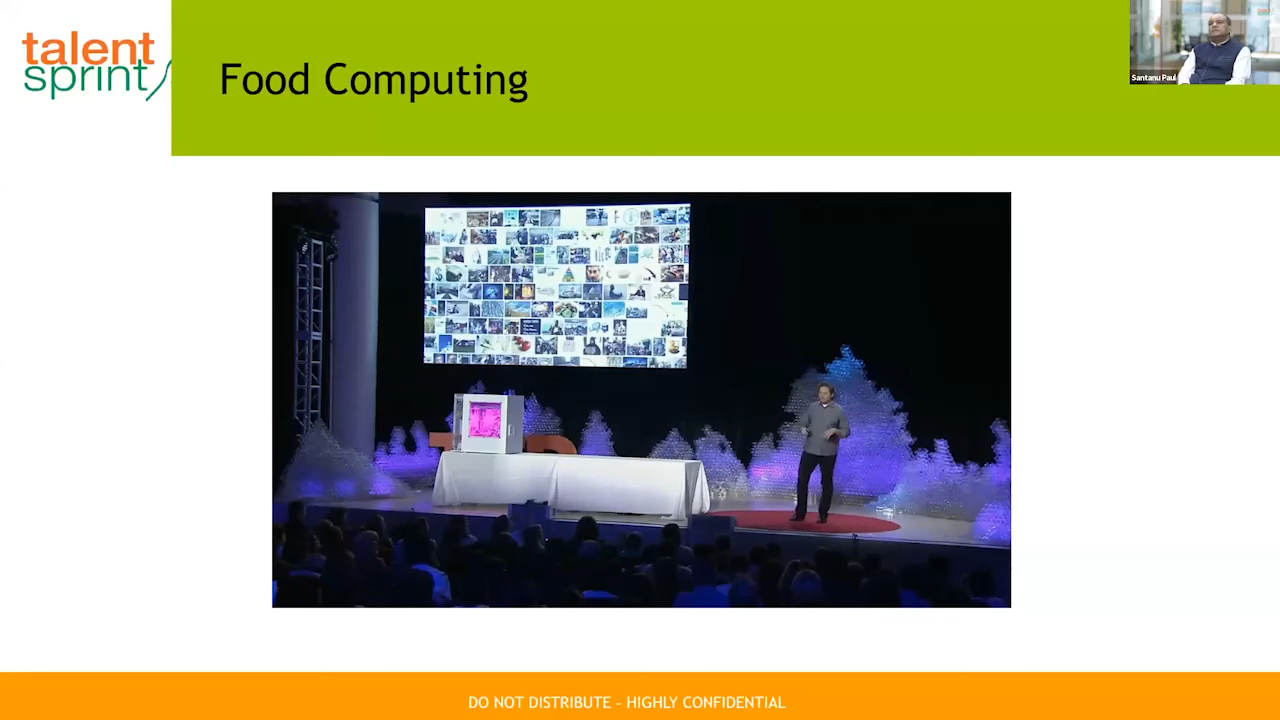 talent
sprint
Food Computing
Santanu Paul
DO NOT DISTRIBUTE - HIGHLY CONFIDENTIAL